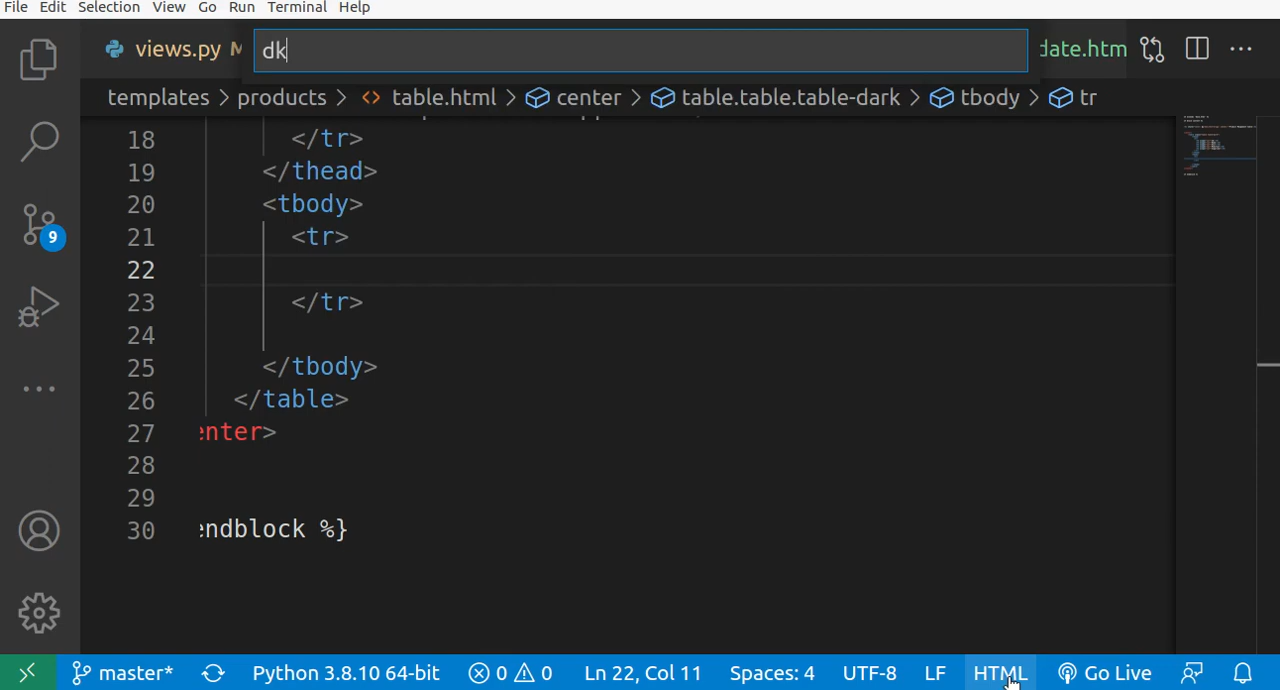 File Edit Selection View Go Run Terminal Help
views.py M dk date.htm
templates > products > <> table.html > center > table.table.table-dark > tbody > tr
18 </tr>
19 </thead>
20 <tbody>
21 <tr>
22
23 </tr>
24
25 </tbody>
26 </table>
27 enter>
28
29
30 endblock %}
9
master* Python 3.8.10 64-bit 0 0 Ln 22, Col 11 Spaces: 4 UTF-8 LF HTML Go Live